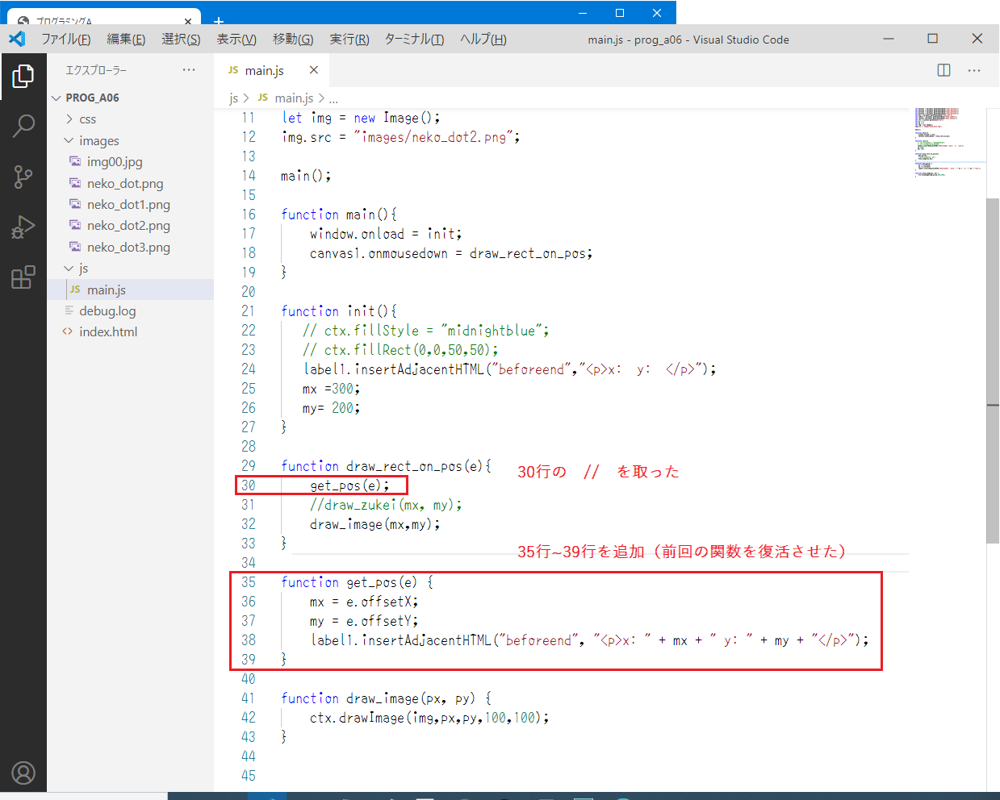 プログラミングA
ファイル(F) 編集(E) 選択(S) 表示(V) 移動(G) 実行(R) ターミナル(T) ヘルプ(H) main.js - prog_a06 - Visual Studio Code
エクスプローラー
PROG_A06
css
images
img00.jpg
neko_dot.png
neko_dot1.png
neko_dot2.png
neko_dot3.png
js
JS main.js
debug.log
index.html
JS main.js
js > JS main.js > ...
11 let img = new Image();
12 img.src = "images/neko_dot2.png";
13
14 main();
15
16 function main(){
17 window.onload = init;
18 canvas1.onmousedown = draw_rect_on_pos;
19 }
20
21 function init(){
22 // ctx.fillStyle = "midnightblue";
23 // ctx.fillRect(0,0,50,50);
24 label1.insertAdjacentHTML("beforeend","<p>x:  y:  </p>");
25 mx =300;
26 my= 200;
27 }
28
29 function draw_rect_on_pos(e){
30行の // を取った
30 get_pos(e);
31 //draw_zukei(mx, my);
32 draw_image(mx,my);
33 }
35行~39行を追加（前回の関数を復活させた）
34
35 function get_pos(e) {
36 mx = e.offsetX;
37 my = e.offsetY;
38 label1.insertAdjacentHTML("beforeend", "<p>x: " + mx + " y: " + my + "</p>");
39 }
40
41 function draw_image(px, py) {
42 ctx.drawImage(img,px,py,100,100);
43 }
44
45